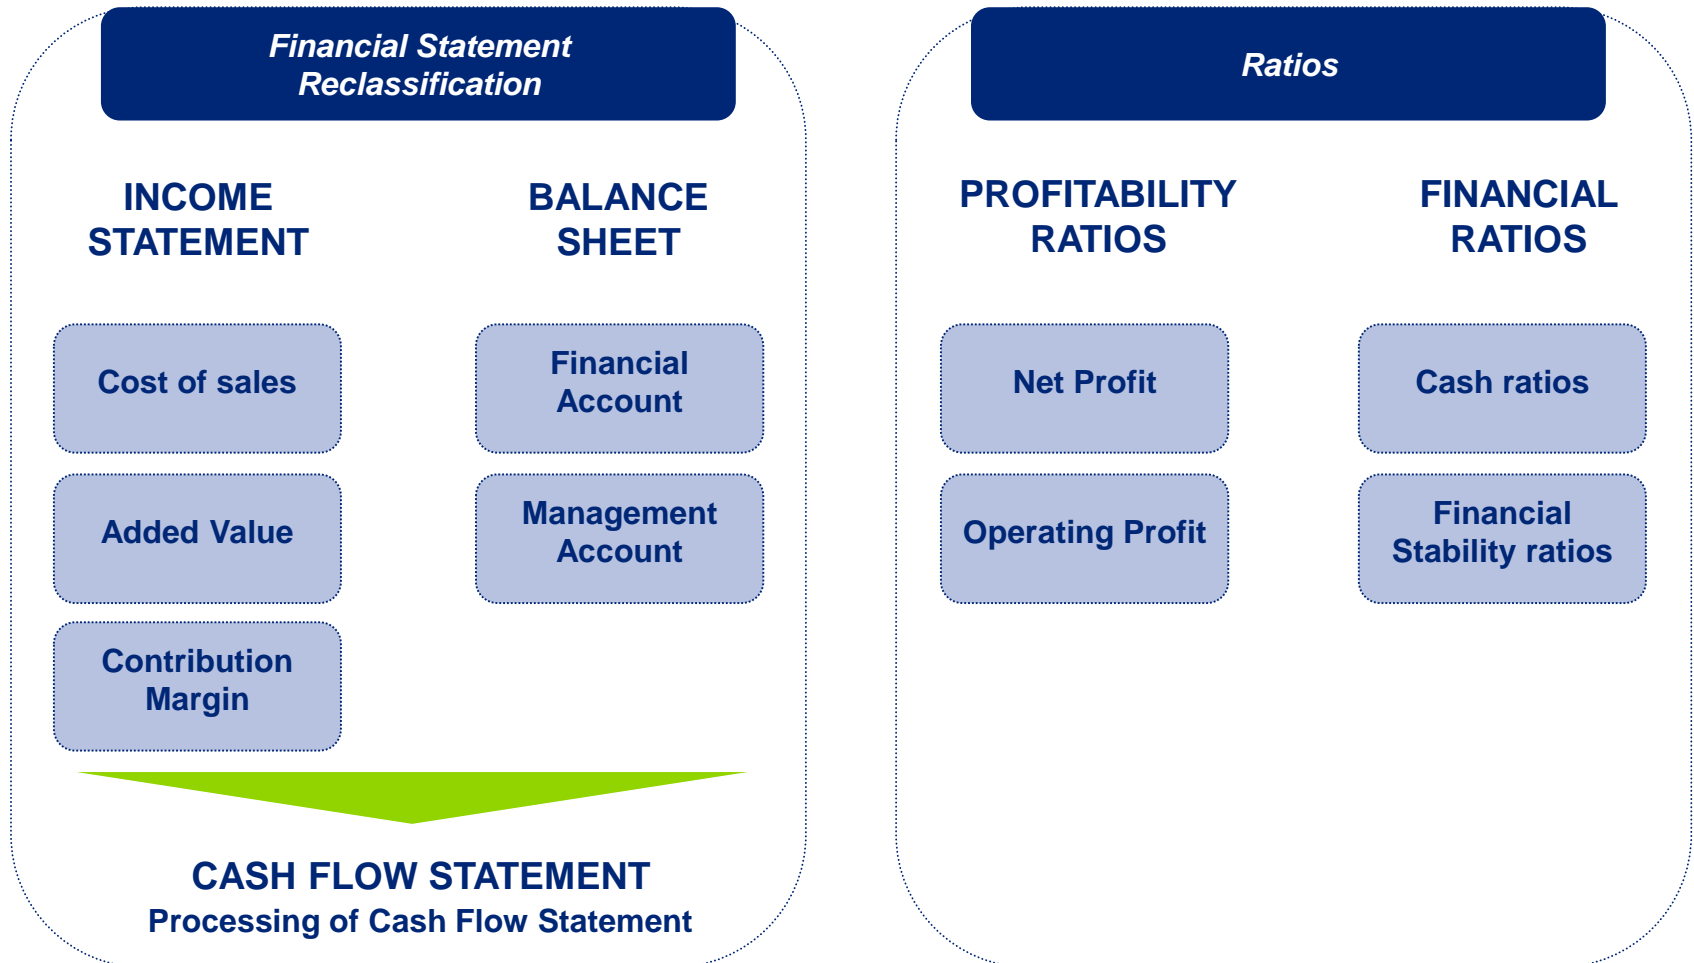 Financial Statement
Reclassification
INCOME
STATEMENT
BALANCE
SHEET
Cost of sales
Financial
Account
Added Value
Management
Account
Contribution
Margin
CASH FLOW STATEMENT
Processing of Cash Flow Statement
Ratios
PROFITABILITY
RATIOS
FINANCIAL
RATIOS
Net Profit
Cash ratios
Operating Profit
Financial
Stability ratios